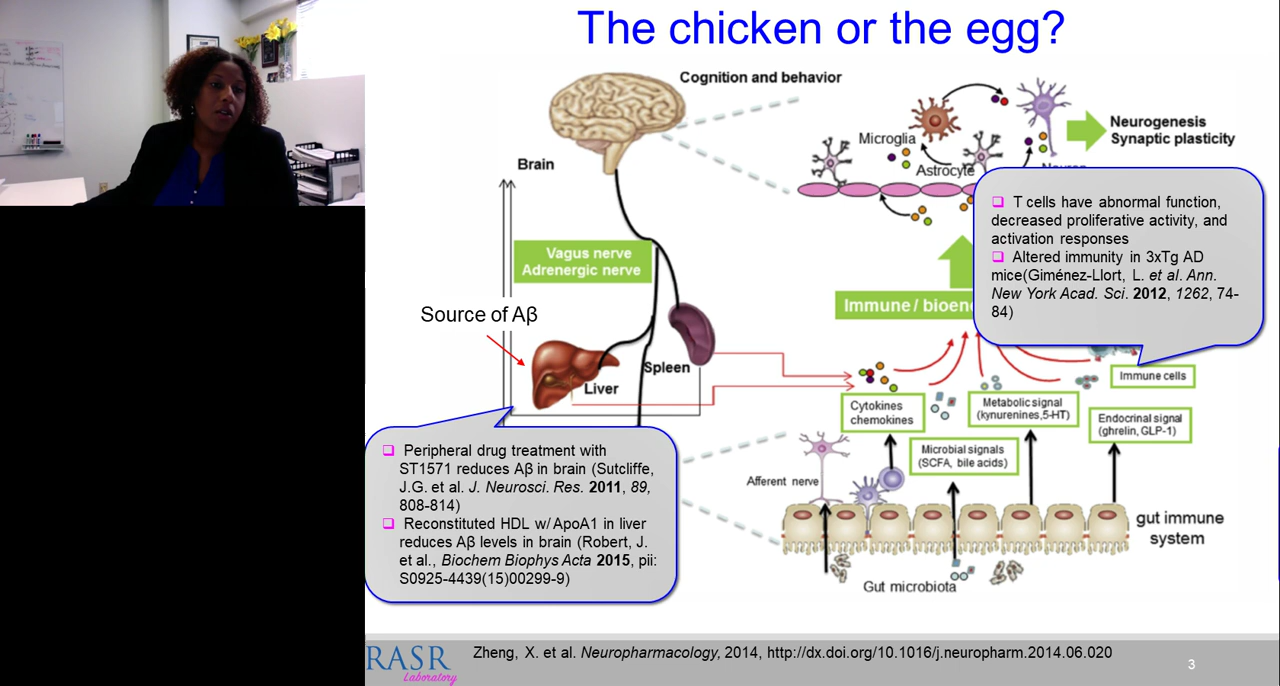 The chicken or the egg?
Cognition and behavior
Brain
Microglia
Astrocyte
Neurogenesis
Synaptic plasticity
Vagus nerve
Adrenergic nerve
Source of Aβ
Liver
Spleen
Immune / bioen
❑ T cells have abnormal function,
decreased proliferative activity, and
activation responses
❑ Altered immunity in 3xTg AD
mice(Giménez-Llort, L. et al. Ann.
New York Acad. Sci. 2012, 1262, 74-
84)
Immune cells
Cytokines
chemokines
Metabolic signal
(kynurenines,5-HT)
Endocrinal signal
(ghrelin, GLP-1)
Microbial signals
(SCFA, bile acids)
Afferent nerve
gut immune
system
Gut microbiota
❑ Peripheral drug treatment with
ST1571 reduces Aβ in brain (Sutcliffe,
J.G. et al. J. Neurosci. Res. 2011, 89,
808-814)
❑ Reconstituted HDL w/ApoA1 in liver
reduces Aβ levels in brain (Robert, J.
et al., Biochem Biophys Acta 2015, pii:
S0925-4439(15)00299-9)
RASR
Laboratory
Zheng, X. et al. Neuropharmacology, 2014, http://dx.doi.org/10.1016/j.neuropharm.2014.06.020
3